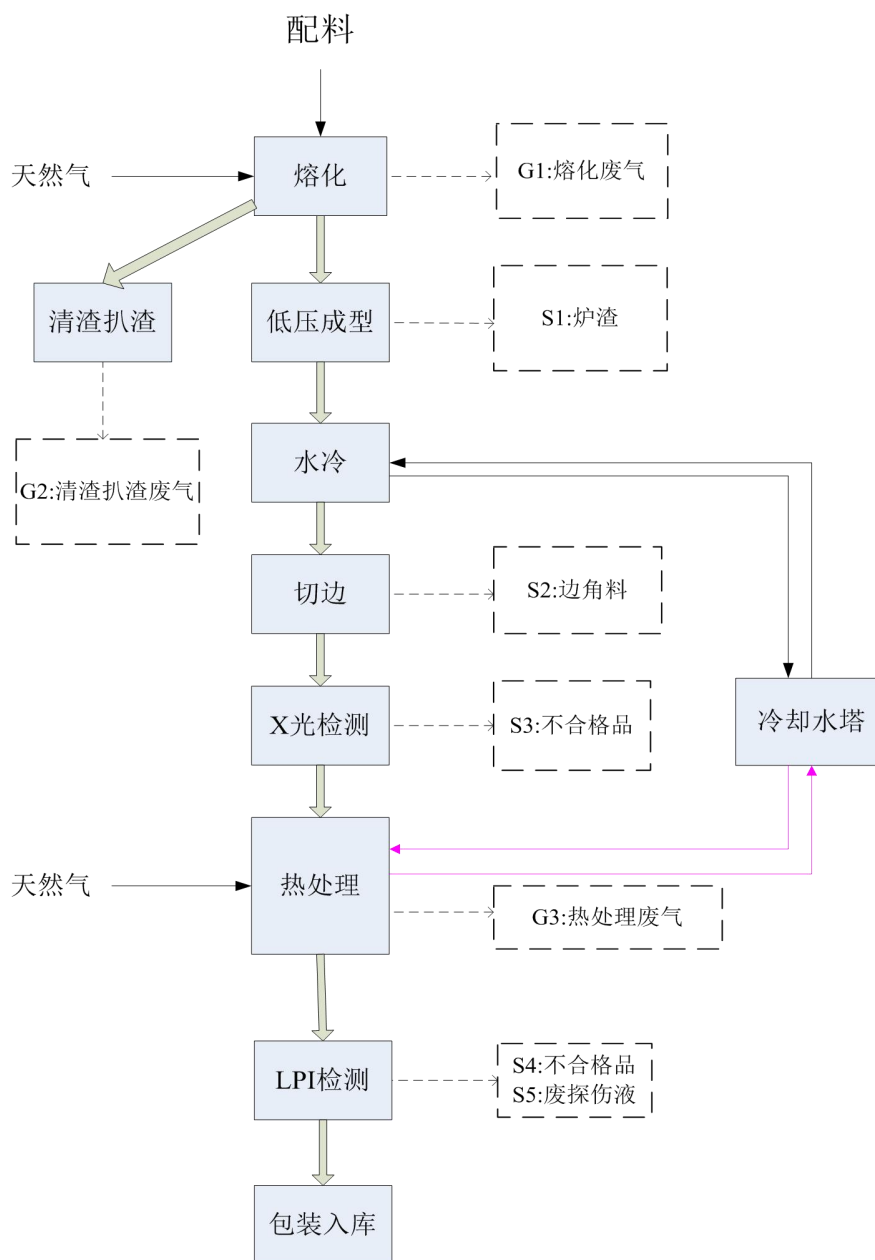 配料
天然气
熔化
G1:熔化废气
清渣扒渣
低压成型
S1:炉渣
G2:清渣扒渣废气
水冷
切边
S2:边角料
X光检测
S3:不合格品
冷却水塔
天然气
热处理
G3:热处理废气
LPI检测
S4:不合格品
S5:废探伤液
包装入库